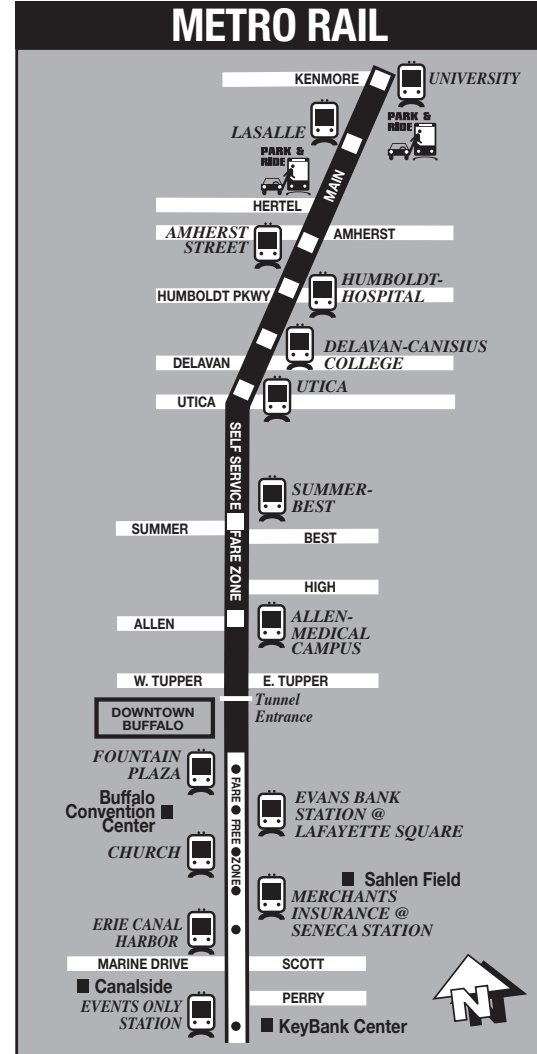 METRO RAIL
KENMORE
UNIVERSITY
LASALLE
PARK &
RIDE
PARK &
RIDE
MAIN
HERTEL
AMHERST
STREET
AMHERST
HUMBOLDT PKWY
HUMBOLDT-
HOSPITAL
DELAVAN
DELAVAN-CANISIUS
COLLEGE
UTICA
UTICA
SELF SERVICE
FARE ZONE
SUMMER-
BEST
SUMMER
BEST
HIGH
ALLEN
ALLEN-
MEDICAL
CAMPUS
W. TUPPER
E. TUPPER
Tunnel
Entrance
DOWNTOWN
BUFFALO
FOUNTAIN
PLAZA
FARE FREE ZONE
Buffalo
Convention
Center
EVANS BANK
STATION @
LAFAYETTE SQUARE
CHURCH
Sahlen Field
MERCHANTS
INSURANCE @
SENECA STATION
ERIE CANAL
HARBOR
MARINE DRIVE
SCOTT
Canalside
EVENTS ONLY
STATION
PERRY
KeyBank Center
N